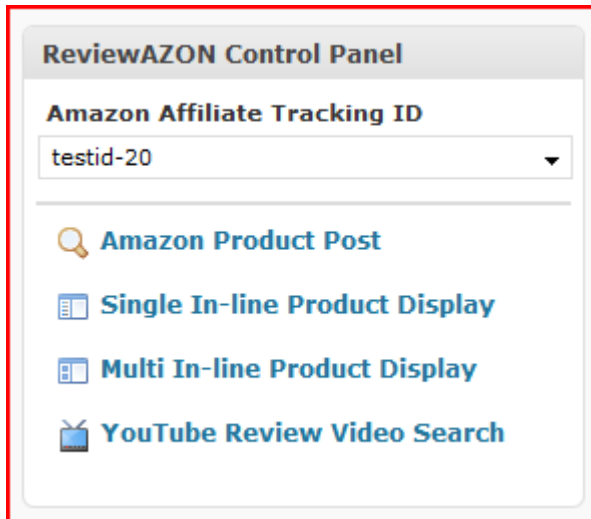 ReviewAZON Control Panel
Amazon Affiliate Tracking ID
testid-20
Amazon Product Post
Single In-line Product Display
Multi In-line Product Display
YouTube Review Video Search